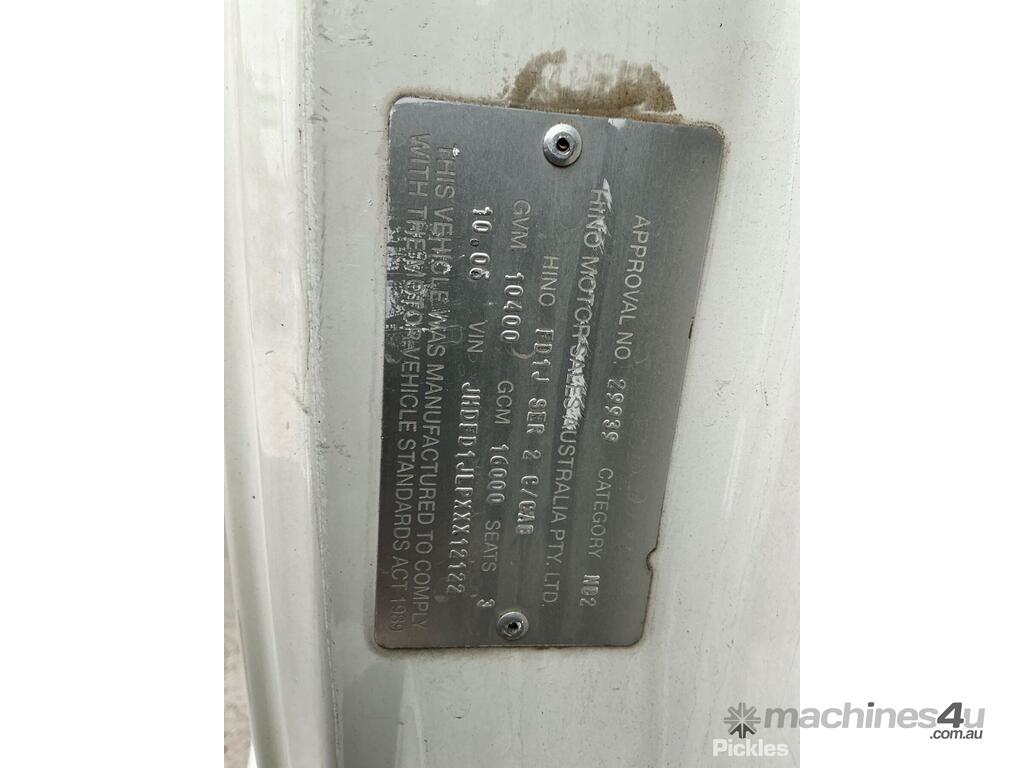 APPROVAL NO. 29939 CATEGORY ND2
HINO MOTOR SALES AUSTRALIA PTY. LTD.
HINO FD1J SER 2 C/CAB
GVM 10400 GCM 16000 SEATS 3
10.06 VIN JHDFD1JLPXXX12122
THIS VEHICLE WAS MANUFACTURED TO COMPLY
WITH THE MOTOR VEHICLE STANDARDS ACT 1989
machines4u
.com.au
Pickles